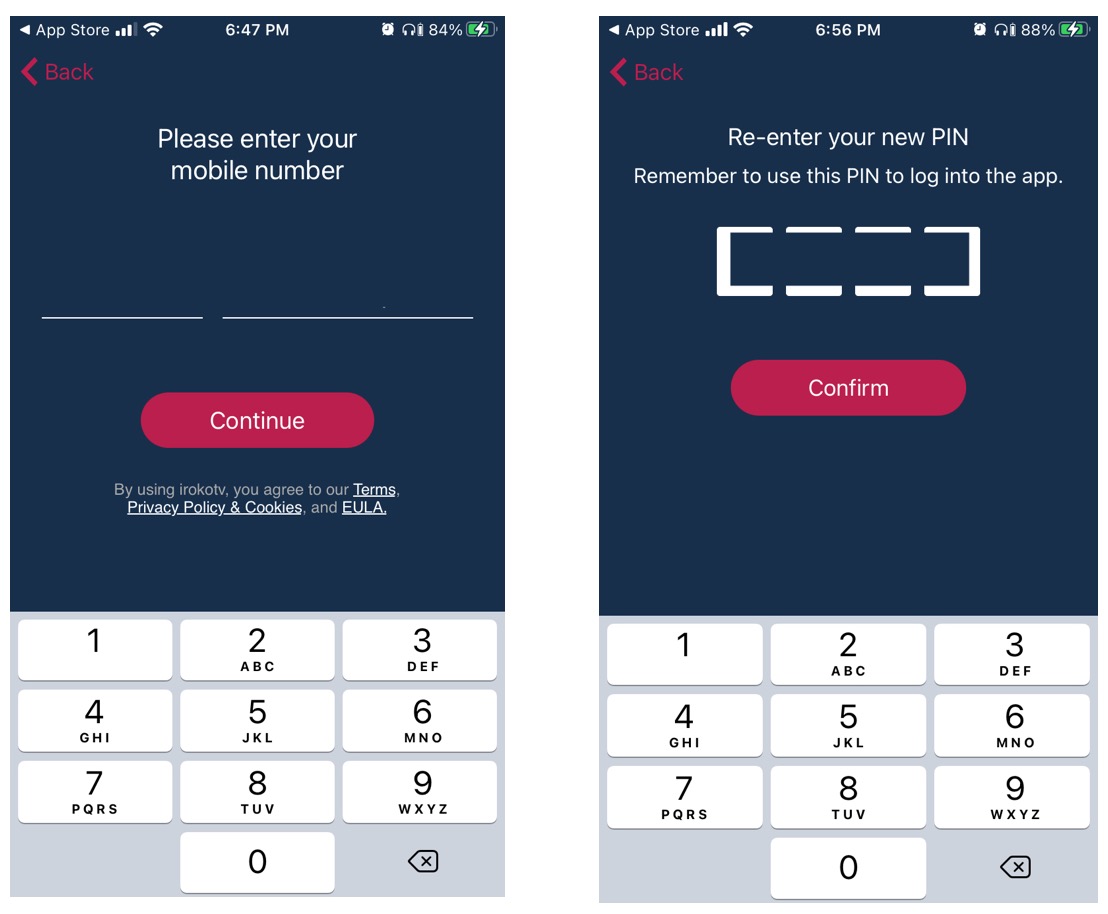 App Store 6:47 PM 84%
Back
Please enter your
mobile number
Continue
By using irokotv, you agree to our Terms,
Privacy Policy & Cookies, and EULA.
1 2 3
ABC DEF
4 5 6
GHI JKL MNO
7 8 9
PQRS TUV WXYZ
0
App Store 6:56 PM 88%
Back
Re-enter your new PIN
Remember to use this PIN to log into the app.
Confirm
1 2 3
ABC DEF
4 5 6
GHI JKL MNO
7 8 9
PQRS TUV WXYZ
0